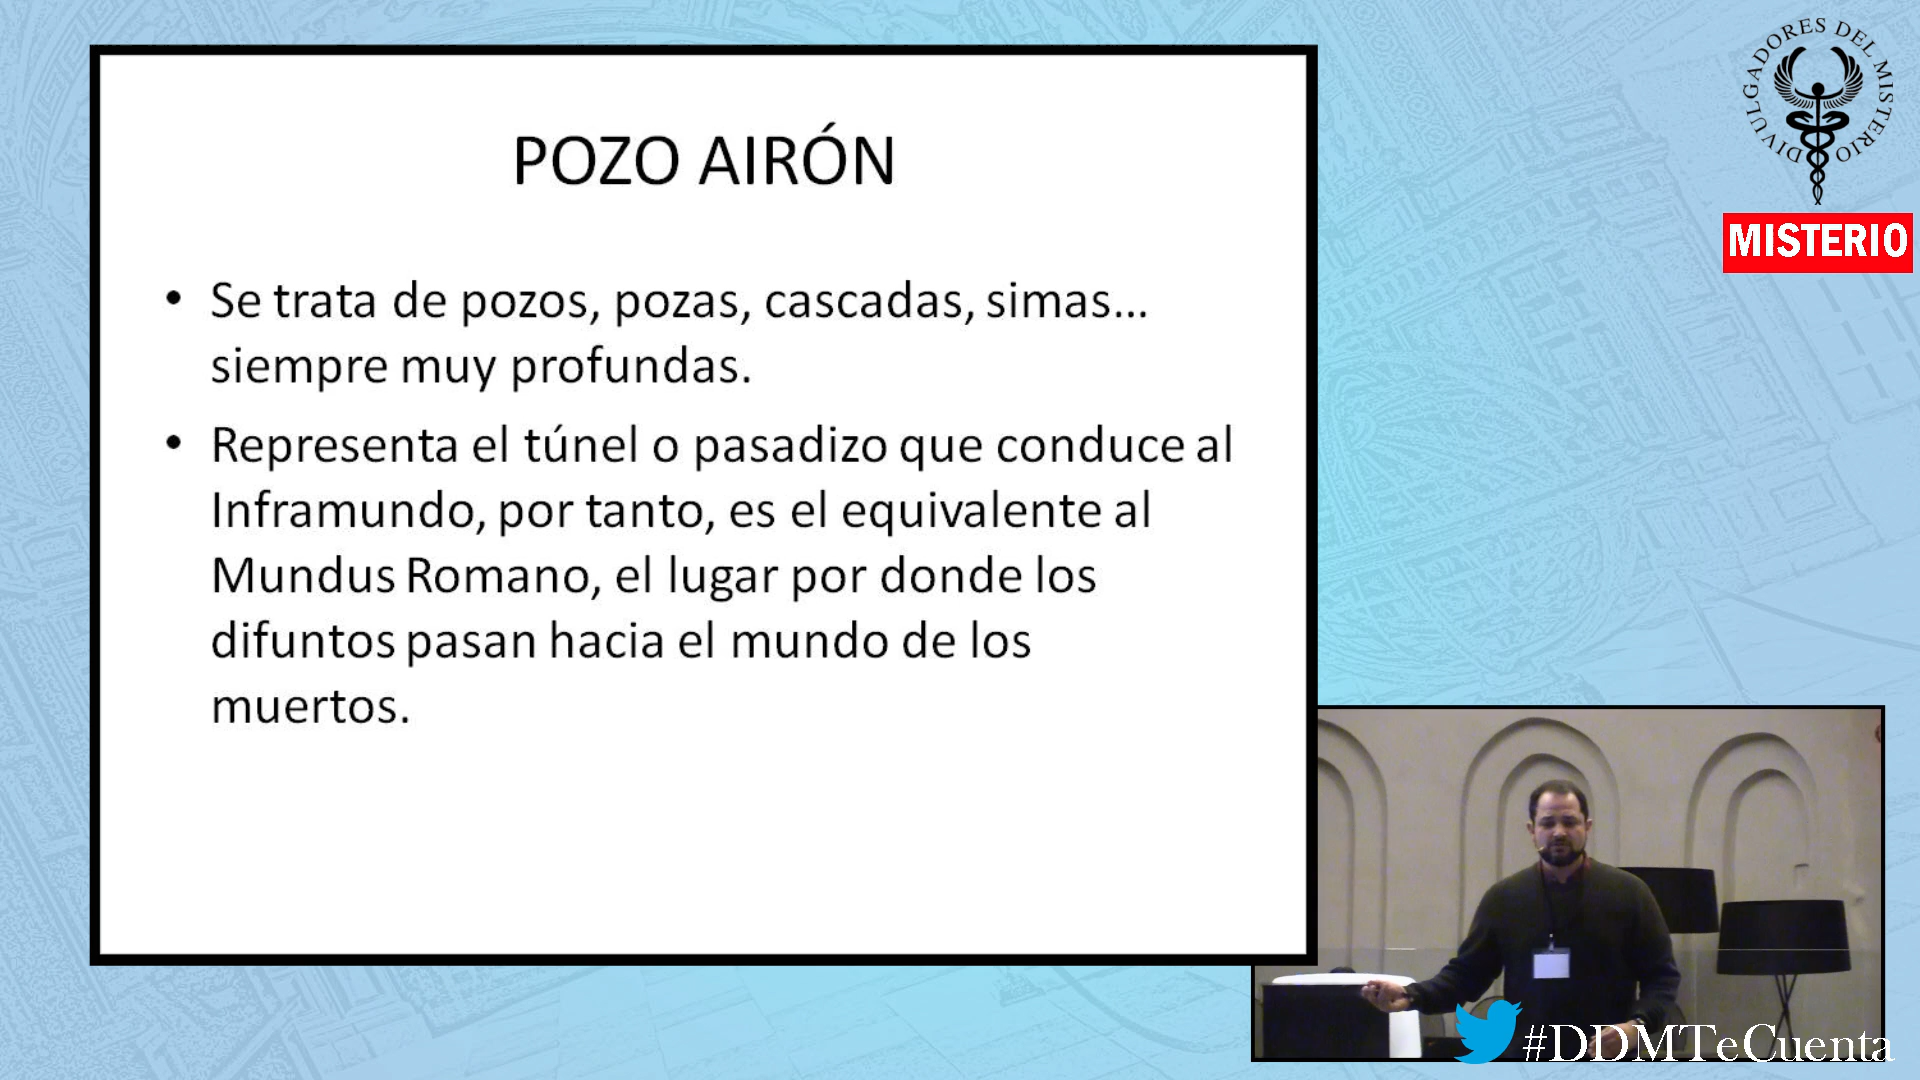 POZO AIRÓN
• Se trata de pozos, pozas, cascadas, simas...
siempre muy profundas.
• Representa el túnel o pasadizo que conduce al
Inframundo, por tanto, es el equivalente al
Mundus Romano, el lugar por donde los
difuntos pasan hacia el mundo de los
muertos.
DIVULGADORES DEL MISTERIO
MISTERIO
#DDMTeCuenta